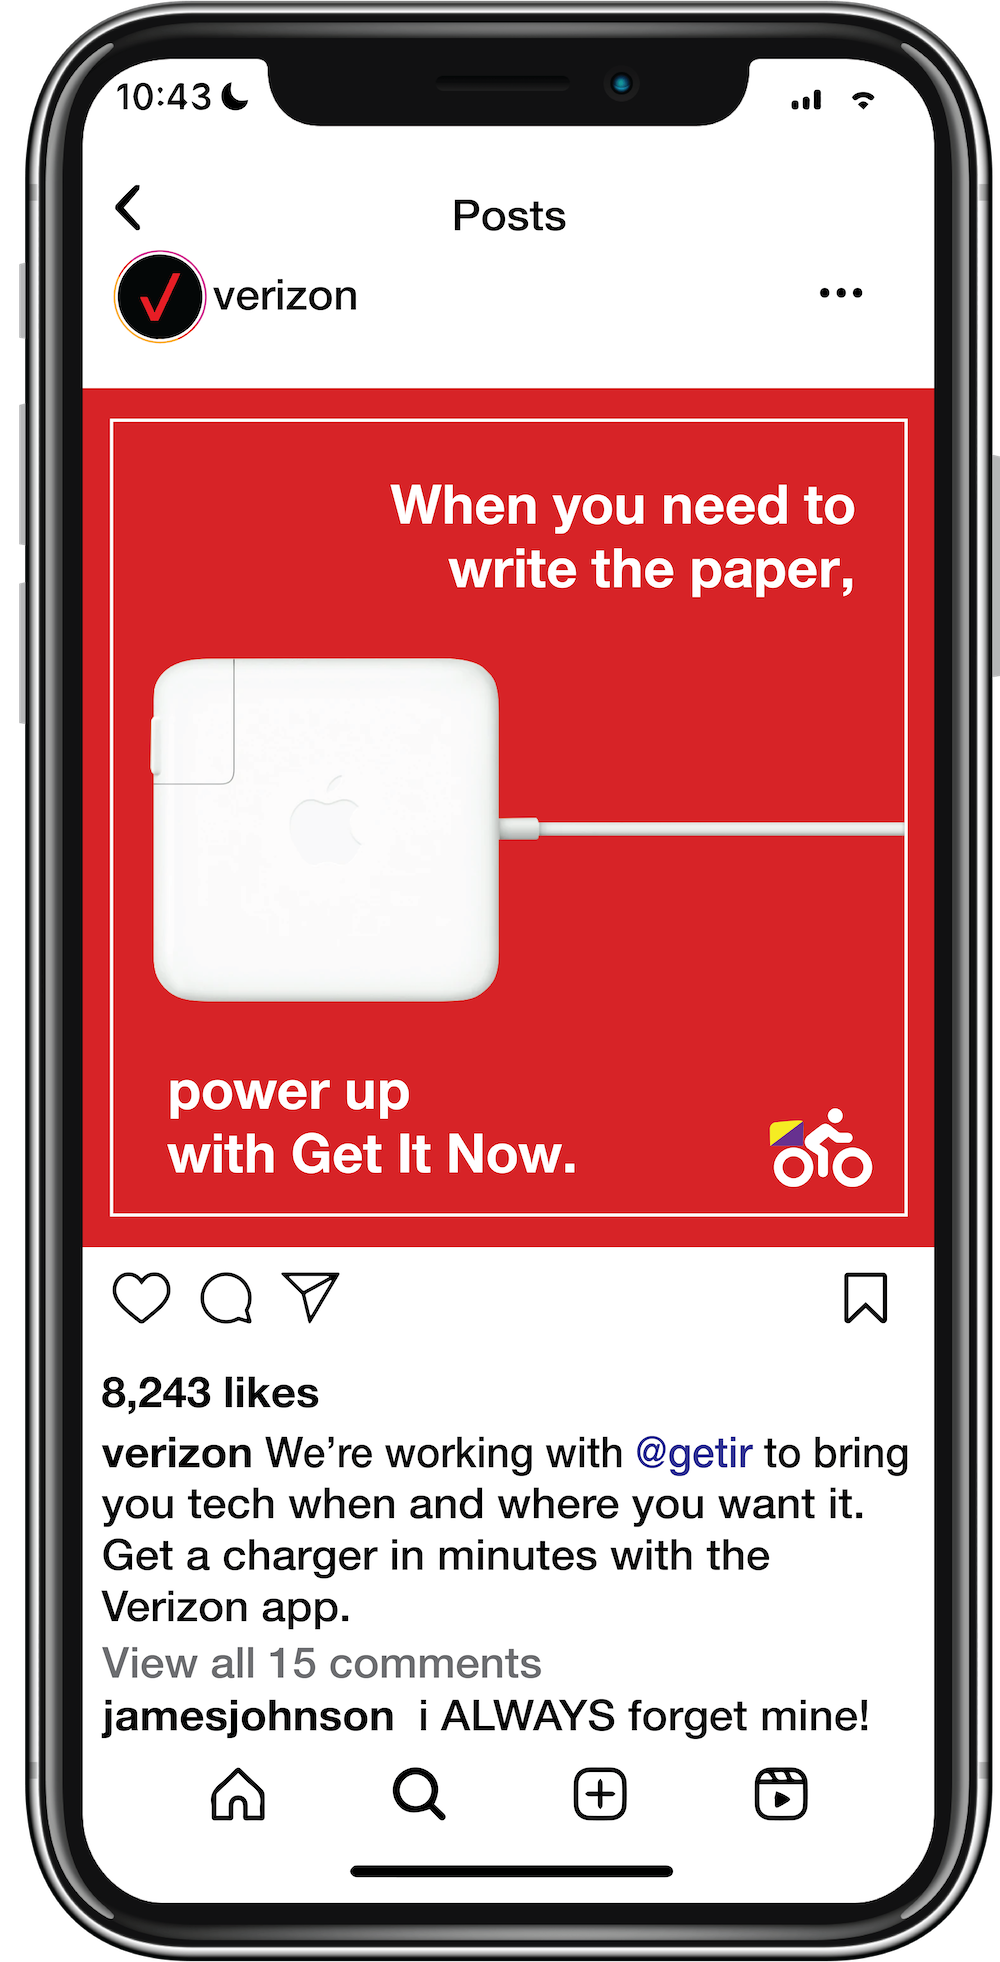 10:43
Posts
verizon
When you need to
write the paper,
power up
with Get It Now.
8,243 likes
verizon We’re working with @getir to bring
you tech when and where you want it.
Get a charger in minutes with the
Verizon app.
View all 15 comments
jamesjohnson i ALWAYS forget mine!